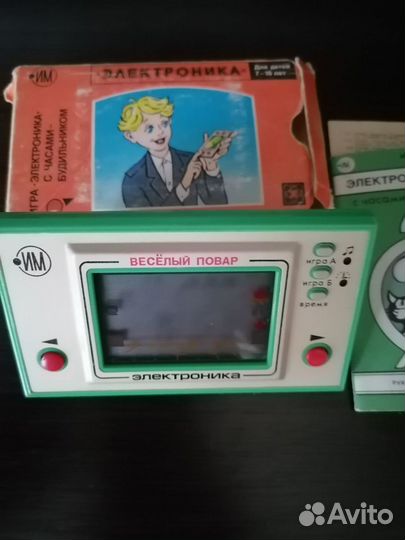 ИМ
·ЭЛЕКТРОНИКА·
Для детей
7-15 лет
ИГРА "ЭЛЕКТРОНИКА"
С ЧАСАМИ-
БУДИЛЬНИКОМ
ИМ
ВЕСЁЛЫЙ ПОВАР
игра А
игра Б
время
электроника
ЭЛЕКТРОН
С ЧАСАМИ
Avito